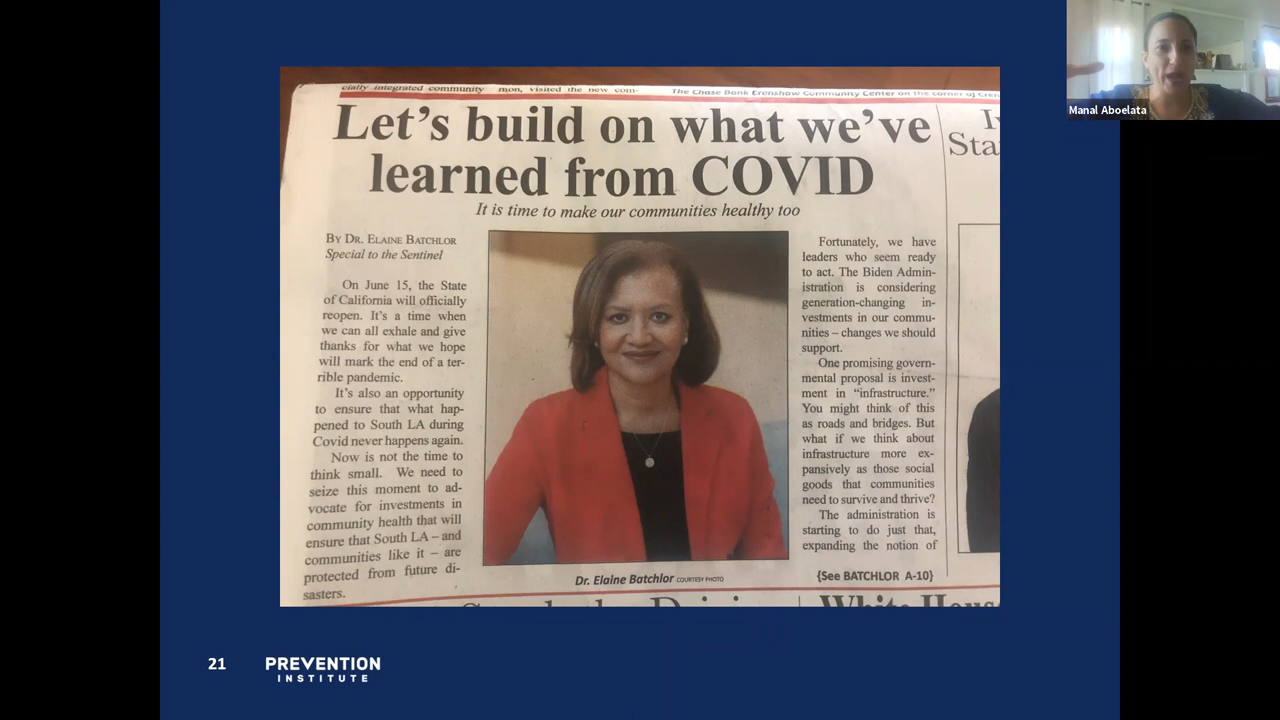 cially integrated community
mon, visited the new com-
The Chase Bank Crenshaw Community Center on the corner of
Let's build on what we've
learned from COVID
It is time to make our communities healthy too
BY DR. ELAINE BATCHLOR
Special to the Sentinel
On June 15, the State
of California will officially
reopen. It's a time when
we can all exhale and give
thanks for what we hope
will mark the end of a ter-
rible pandemic.
It's also an opportunity
to ensure that what hap-
pened to South LA during
Covid never happens again.
Now is not the time to
think small. We need to
seize this moment to ad-
vocate for investments in
community health that will
ensure that South LA – and
communities like it – are
protected from future di-
sasters.
Dr. Elaine Batchlor COURTESY PHOTO
Fortunately, we have
leaders who seem ready
to act. The Biden Admin-
istration is considering
generation-changing in-
vestments in our commu-
nities – changes we should
support.
One promising govern-
mental proposal is invest-
ment in “infrastructure.”
You might think of this
as roads and bridges. But
what if we think about
infrastructure more ex-
pansively as those social
goods that communities
need to survive and thrive?
The administration is
starting to do just that,
expanding the notion of
{See BATCHLOR A-10}
White House
Manal Aboelata
21
PREVENTION
INSTITUTE